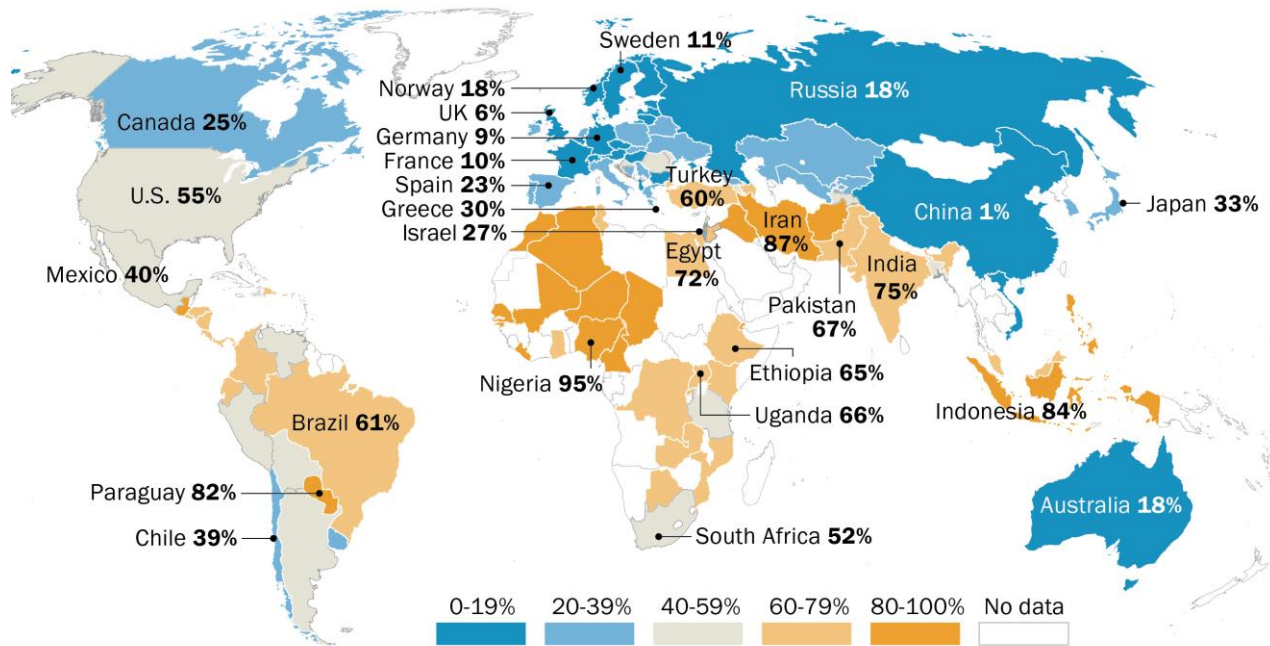 Sweden 11%
Norway 18%
Russia 18%
UK 6%
Canada 25%
Germany 9%
France 10%
Turkey
60%
Spain 23%
U.S. 55%
Greece 30%
Iran
87%
China 1%
Japan 33%
Israel 27%
Egypt
72%
India
75%
Mexico 40%
Pakistan
67%
Nigeria 95%
Ethiopia 65%
Uganda 66%
Indonesia 84%
Brazil 61%
Paraguay 82%
Australia 18%
Chile 39%
South Africa 52%
0-19% 20-39% 40-59% 60-79% 80-100% No data